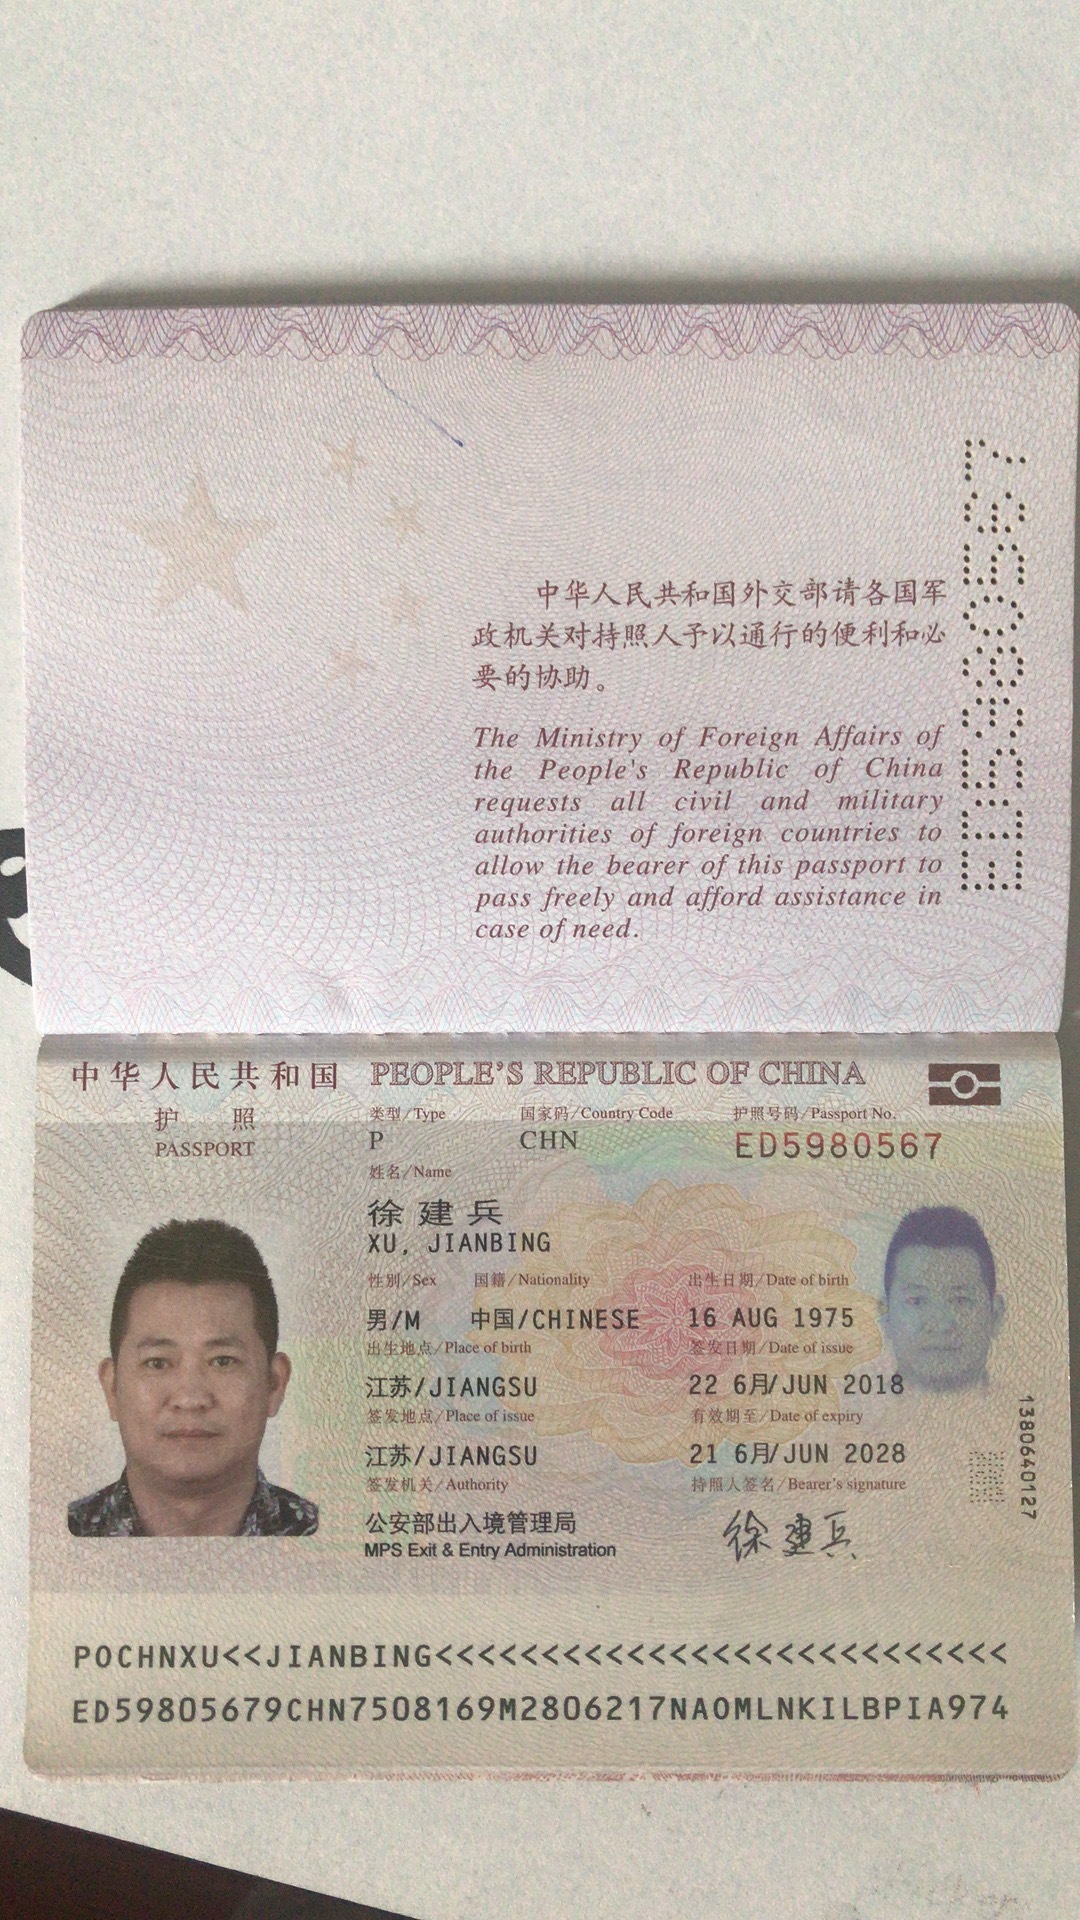 中华人民共和国外交部请各国军
政机关对持照人予以通行的便利和必
要的协助。
The Ministry of Foreign Affairs of
the People's Republic of China
requests all civil and military
authorities of foreign countries to
allow the bearer of this passport to
pass freely and afford assistance in
case of need.
ED5980567
中华人民共和国 PEOPLE'S REPUBLIC OF CHINA
护照 类型/Type 国家码/Country Code 护照号码/Passport No.
PASSPORT P CHN ED5980567
姓名/Name
徐建兵
XU, JIANBING
性别/Sex 国籍/Nationality 出生日期/Date of birth
男/M 中国/CHINESE 16 AUG 1975
出生地点/Place of birth 签发日期/Date of issue
江苏/JIANGSU 22 6月/JUN 2018
签发地点/Place of issue 有效期至/Date of expiry
江苏/JIANGSU 21 6月/JUN 2028
签发机关/Authority 持照人签名/Bearer's signature
公安部出入境管理局 徐建兵
MPS Exit & Entry Administration
1380640127
POCHNXU<<JIANBING<<<<<<<<<<<<<<<<<<<<<<<<<<<
ED59805679CHN7508169M2806217NAOMLNKILBPIA974